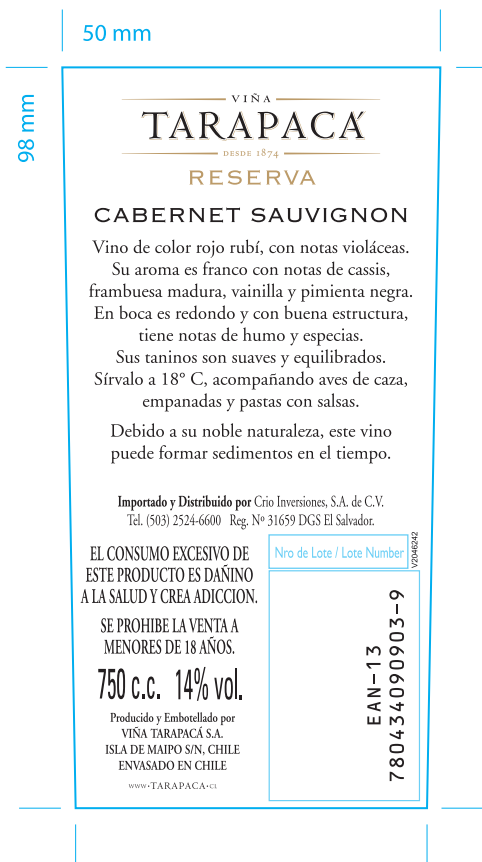 50 mm
98 mm
VIÑA
TARAPACÁ
DESDE 1874
RESERVA
CABERNET SAUVIGNON
Vino de color rojo rubí, con notas violáceas.
Su aroma es franco con notas de cassis,
frambuesa madura, vainilla y pimienta negra.
En boca es redondo y con buena estructura,
tiene notas de humo y especias.
Sus taninos son suaves y equilibrados.
Sírvalo a 18° C, acompañando aves de caza,
empanadas y pastas con salsas.
Debido a su noble naturaleza, este vino
puede formar sedimentos en el tiempo.
Importado y Distribuido por Crio Inversiones, S.A. de C.V.
Tel. (503) 2524-6600 Reg. Nº 31659 DGS El Salvador.
EL CONSUMO EXCESIVO DE
ESTE PRODUCTO ES DAÑINO
A LA SALUD Y CREA ADICCION.
SE PROHIBE LA VENTA A
MENORES DE 18 AÑOS.
750 c.c. 14% vol.
Producido y Embotellado por
VIÑA TARAPACÁ S.A.
ISLA DE MAIPO S/N, CHILE
ENVASADO EN CHILE
WWW•TARAPACA•CL
Nro de Lote / Lote Number
V2046242
EAN-13
780434090903-9